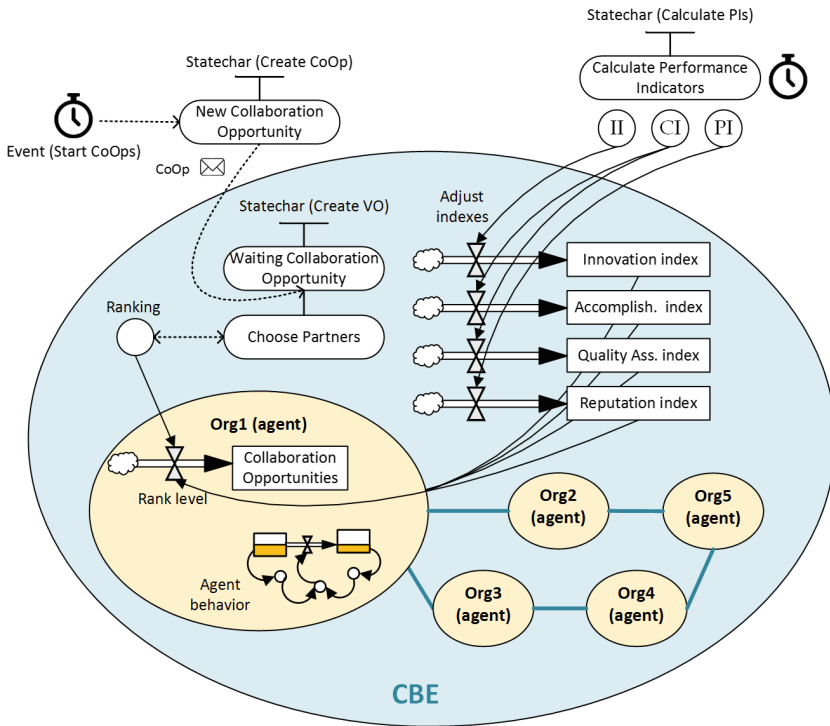 Statechar (Calculate PIs)
Calculate Performance
Indicators
Statechar (Create CoOp)
New Collaboration
Opportunity
Event (Start CoOps)
CoOp
II
CI
PI
Statechar (Create VO)
Waiting Collaboration
Opportunity
Choose Partners
Ranking
Adjust
indexes
Innovation index
Accomplish. index
Quality Ass. index
Reputation index
Org1 (agent)
Collaboration
Opportunities
Rank level
Agent
behavior
Org2
(agent)
Org5
(agent)
Org3
(agent)
Org4
(agent)
CBE